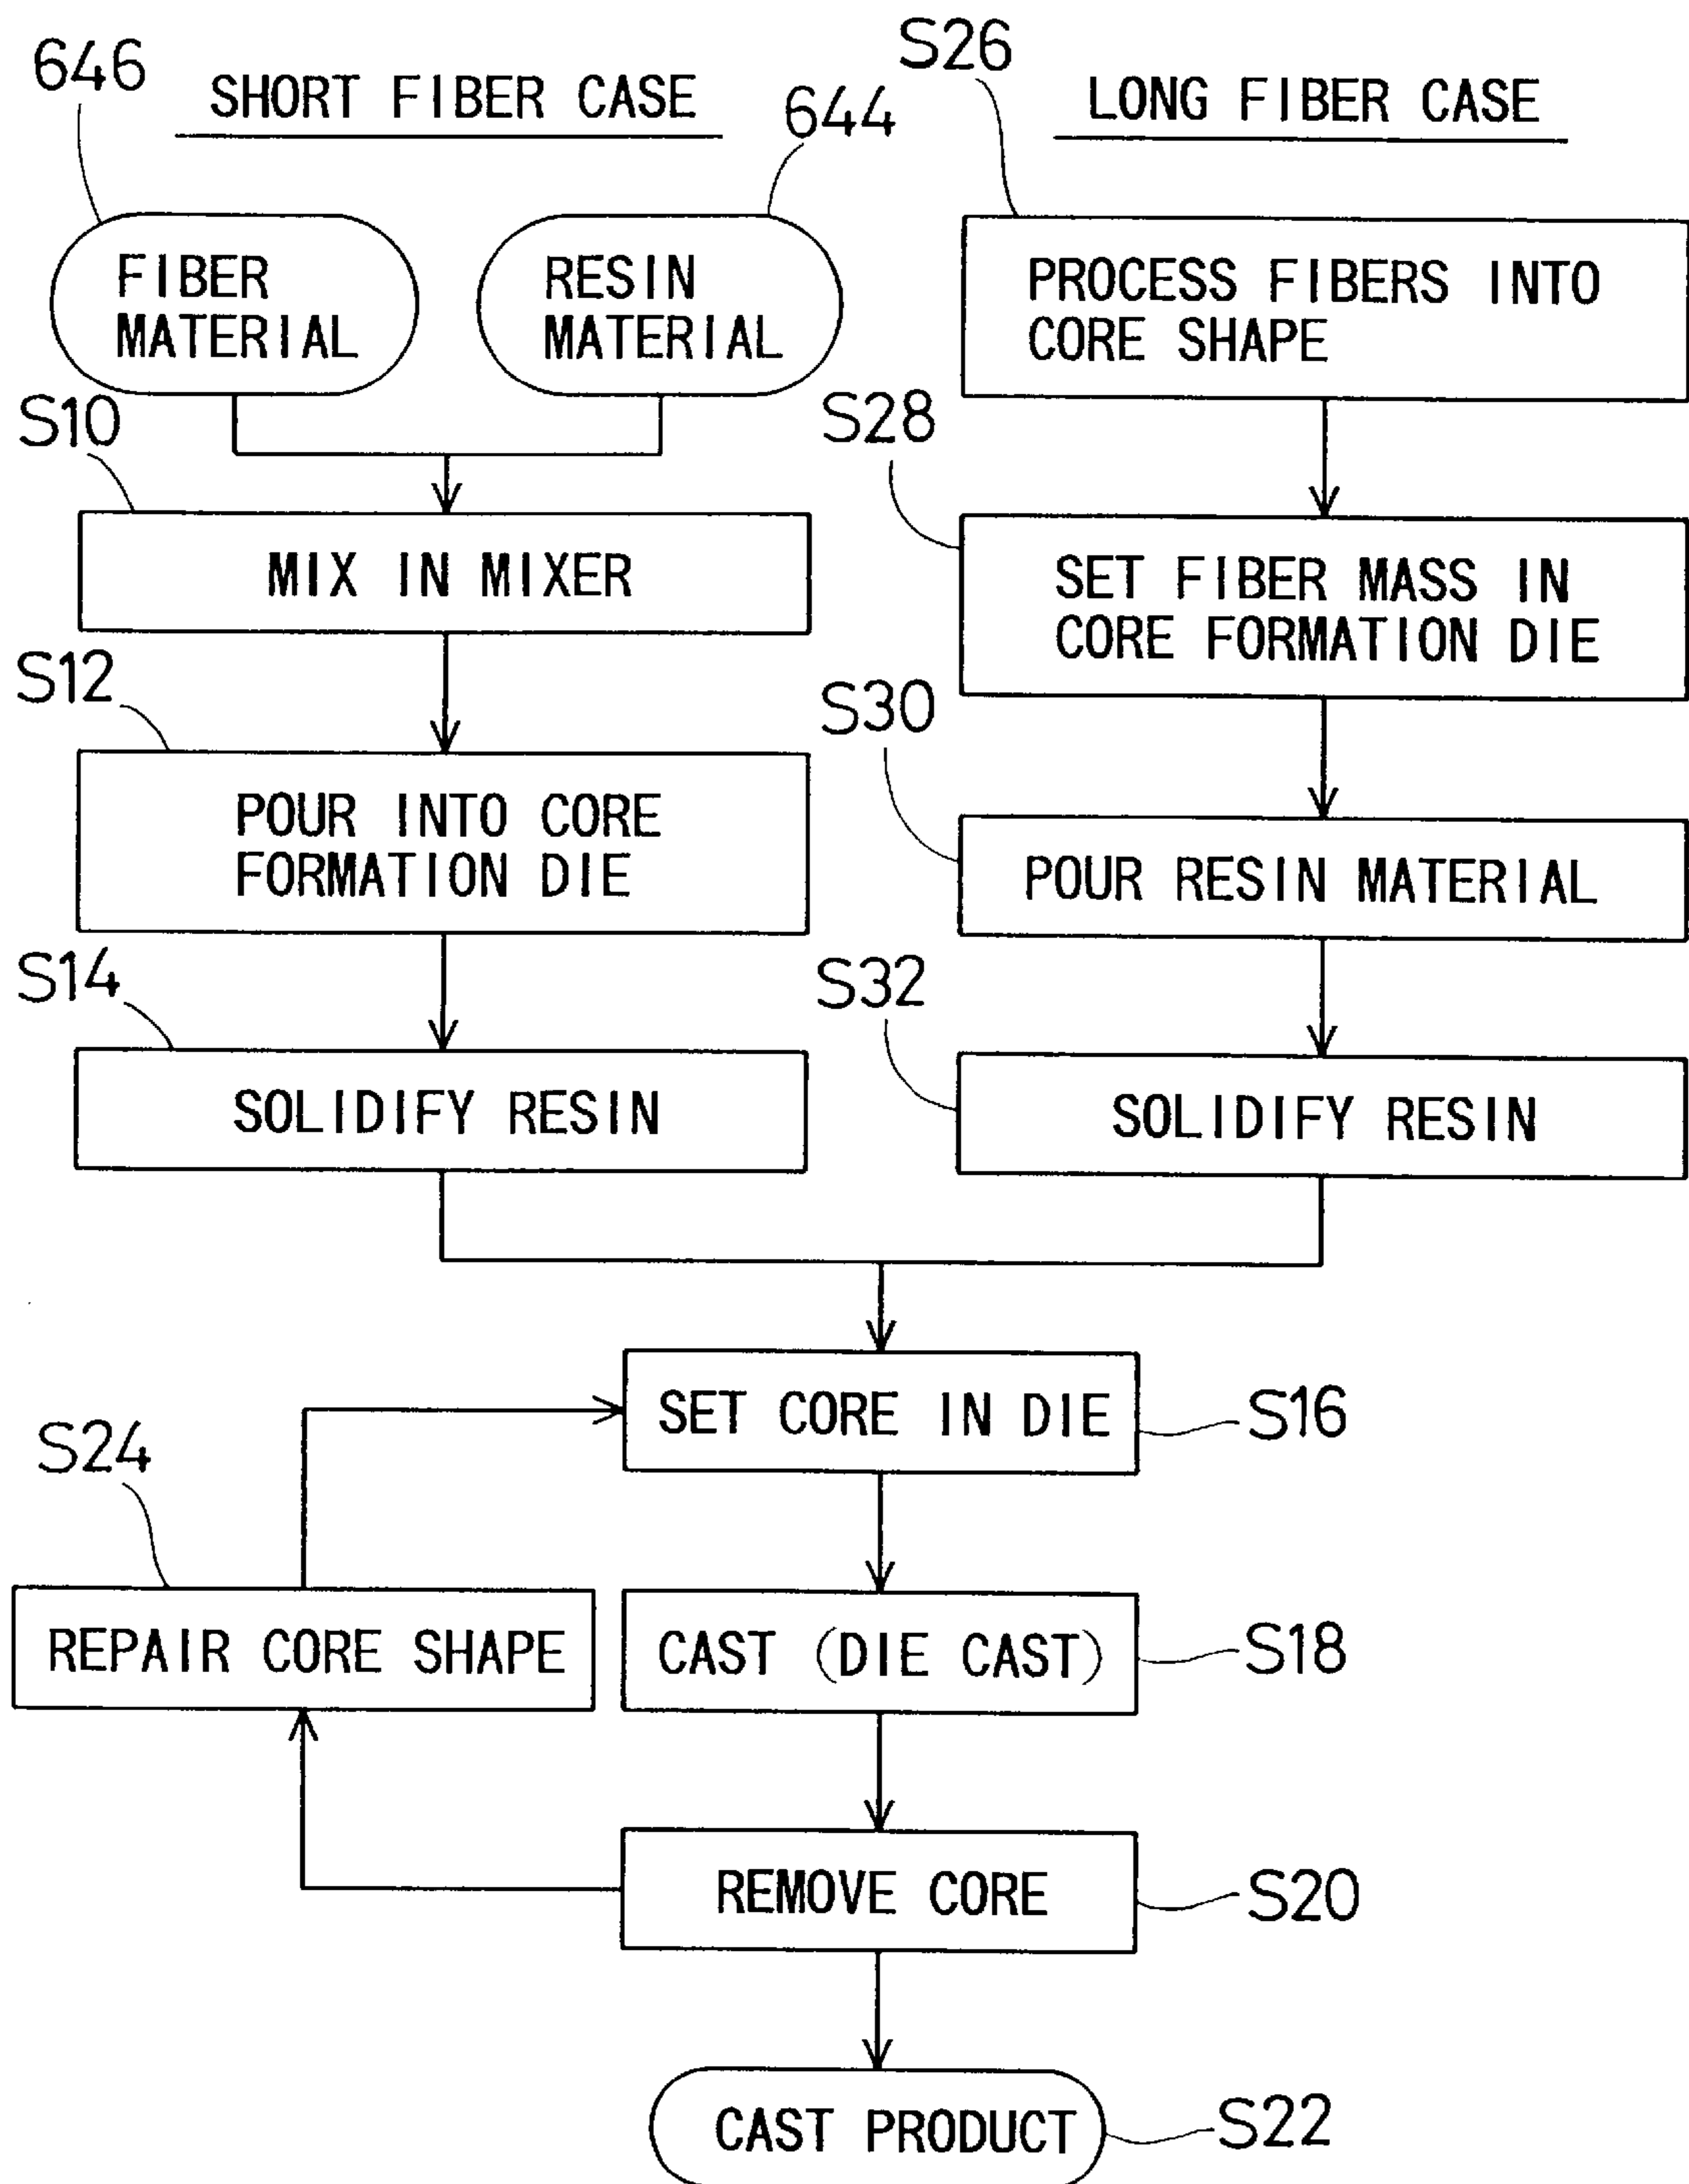 646
SHORT FIBER CASE
644
S26
LONG FIBER CASE
FIBER
MATERIAL
RESIN
MATERIAL
PROCESS FIBERS INTO
CORE SHAPE
S10
MIX IN MIXER
S28
SET FIBER MASS IN
CORE FORMATION DIE
S12
POUR INTO CORE
FORMATION DIE
S30
POUR RESIN MATERIAL
S14
SOLIDIFY RESIN
S32
SOLIDIFY RESIN
SET CORE IN DIE
S16
S24
REPAIR CORE SHAPE
CAST (DIE CAST)
S18
REMOVE CORE
S20
CAST PRODUCT
S22